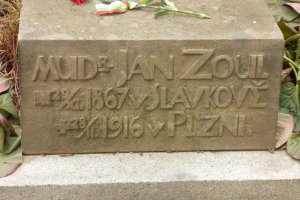 MUDR JAN ZOUL
1867 V SLAVKOVĚ
1916 V PLZNI